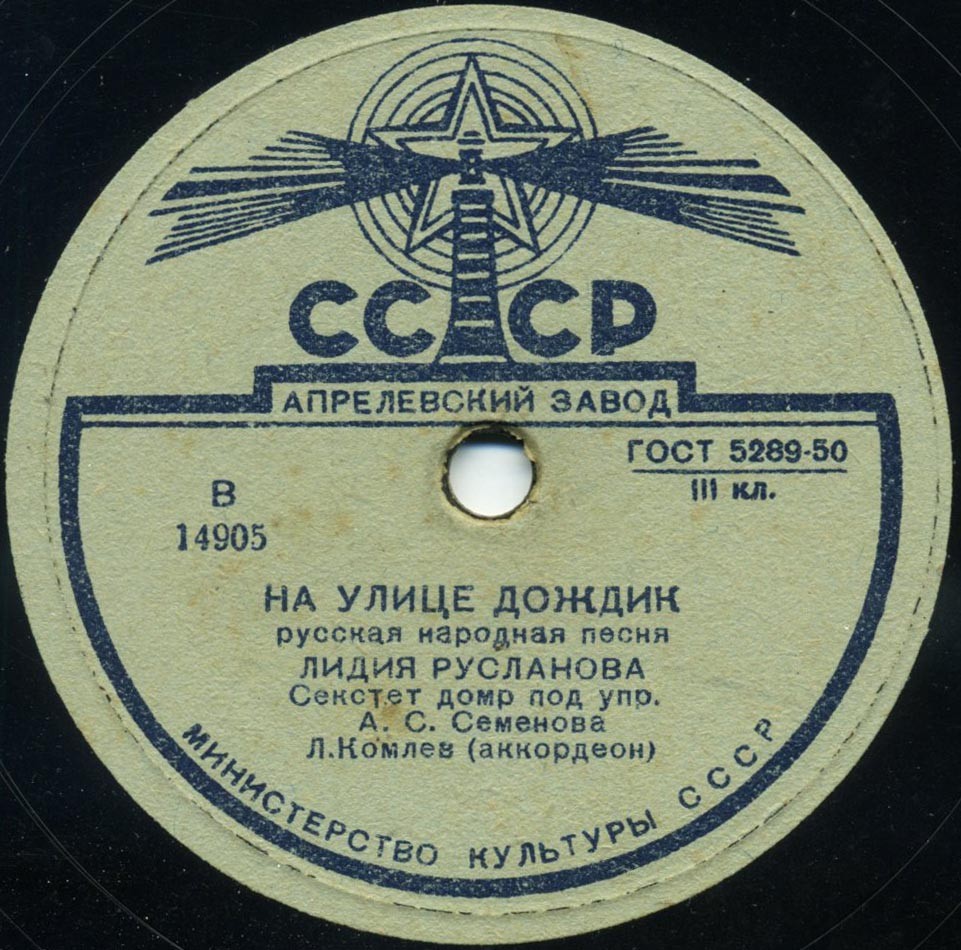 СССР
АПРЕЛЕВСКИЙ ЗАВОД
ГОСТ 5289-50
III кл.
В
14905
НА УЛИЦЕ ДОЖДИК
русская народная песня
ЛИДИЯ РУСЛАНОВА
Секстет домр под упр.
А. С. Семенова
Л.Комлев (аккордеон)
МИНИСТЕРСТВО КУЛЬТУРЫ СССР